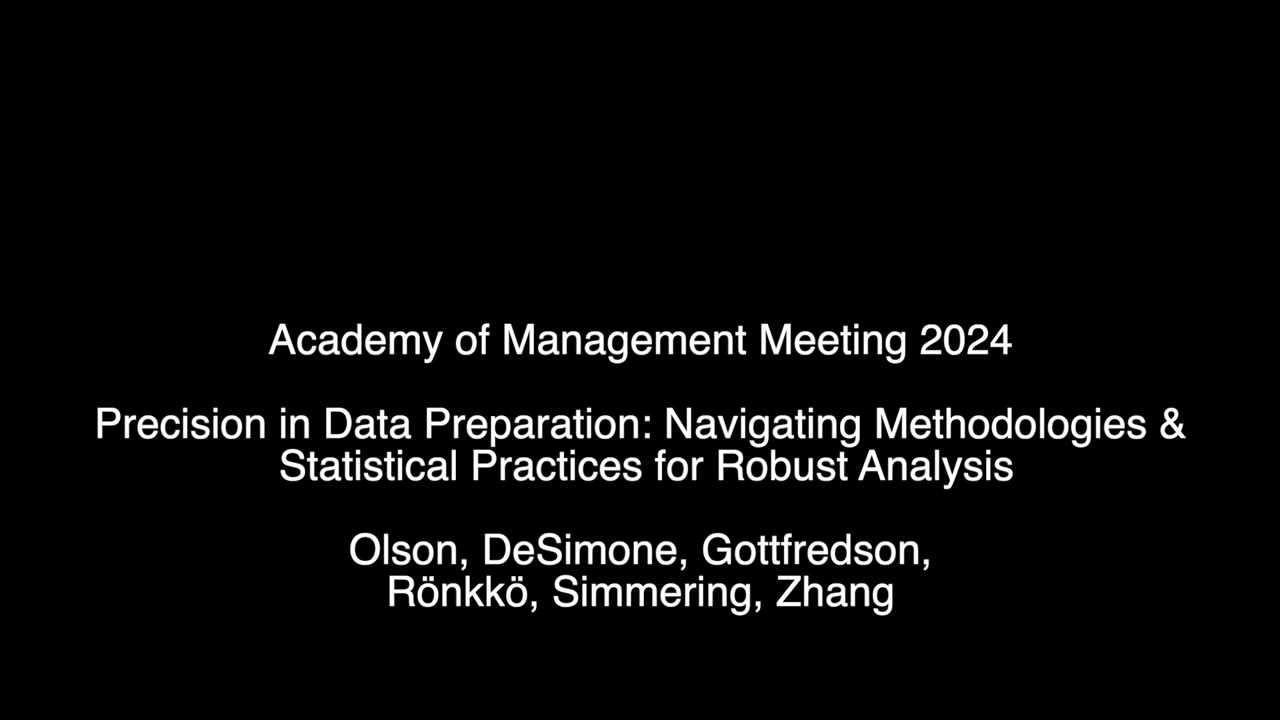 Academy of Management Meeting 2024
Precision in Data Preparation: Navigating Methodologies &
Statistical Practices for Robust Analysis
Olson, DeSimone, Gottfredson,
Rönkkö, Simmering, Zhang